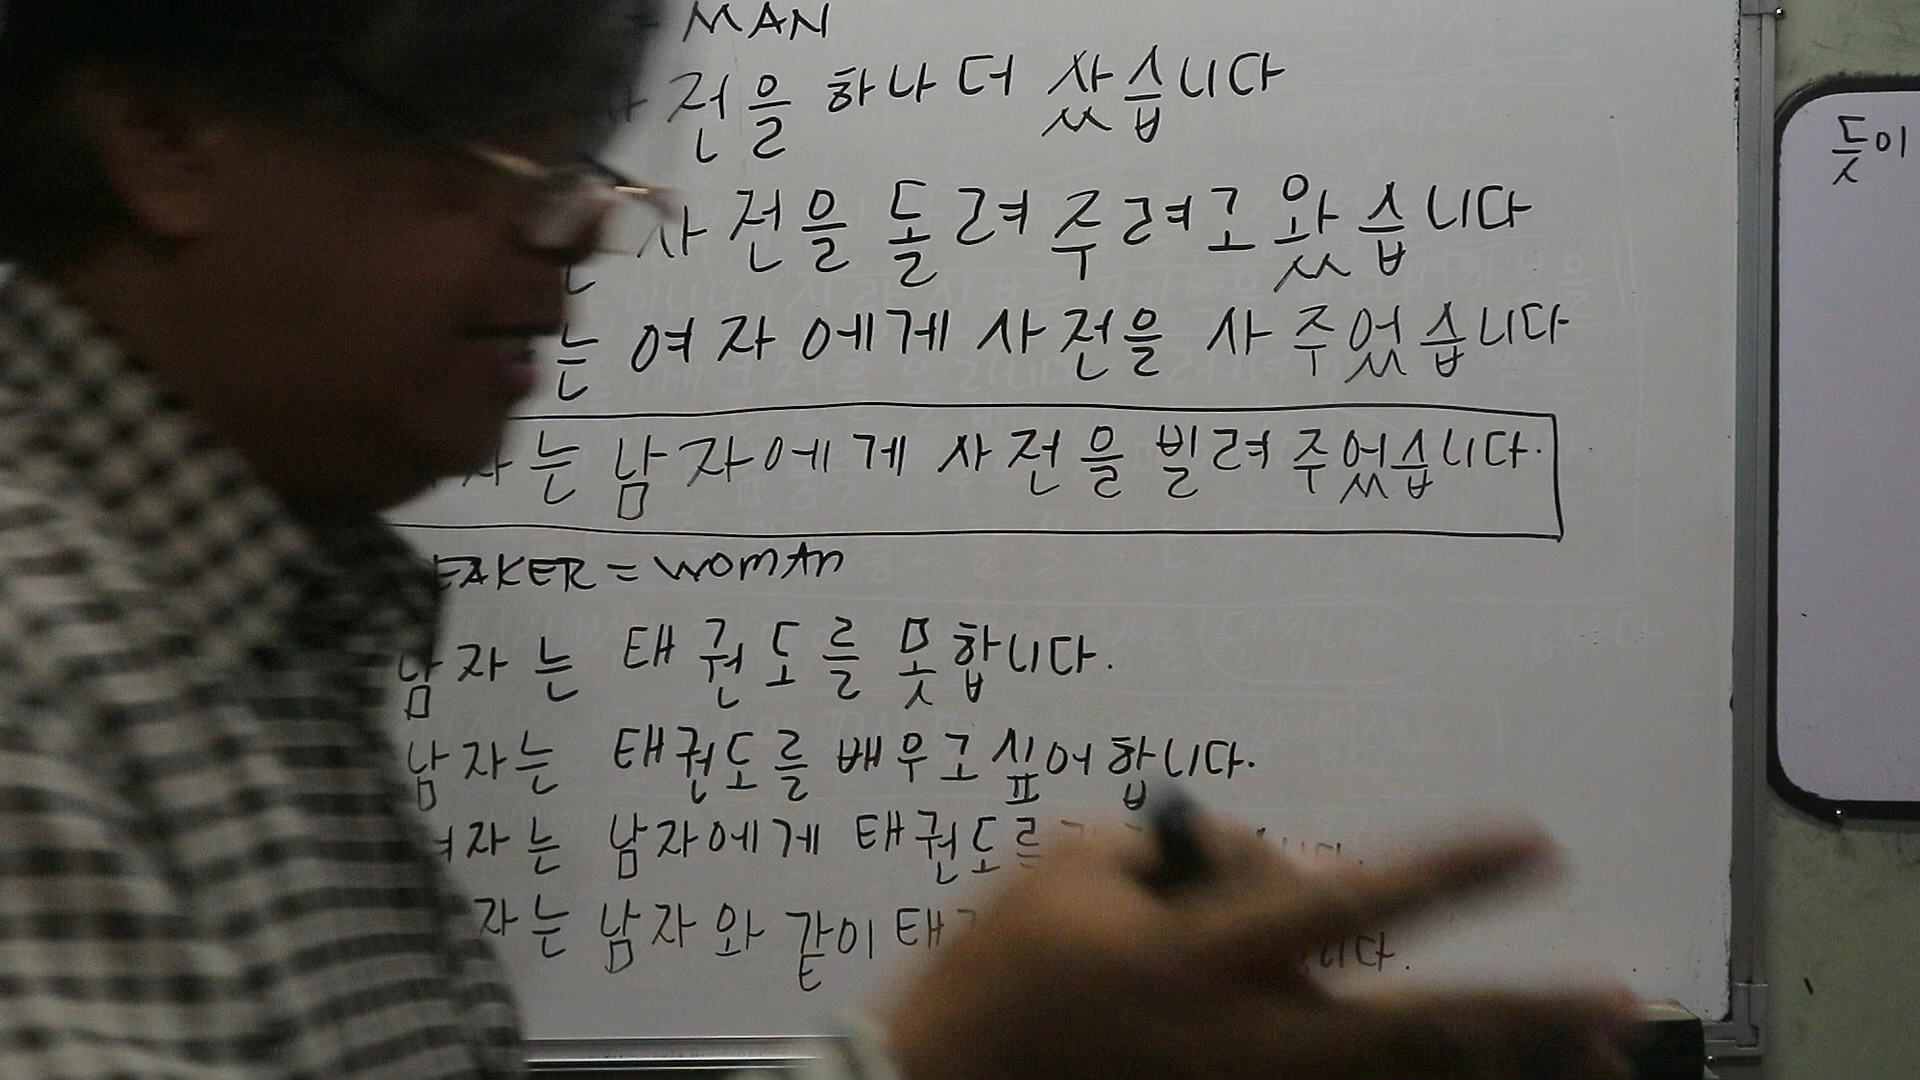 MAN
전을 하나 더 샀습니다
사전을 돌려 주려고 왔습니다
는 여자에게 사전을 사 주었습니다
자는 남자에게 사전을 빌려 주었습니다.
EAKER = WOMAN
남자는 태권도를 못합니다.
남자는 태권도를 배우고 싶어 합니다.
여자는 남자에게 태권도를
자는 남자와 같이 태
니다.
듯이